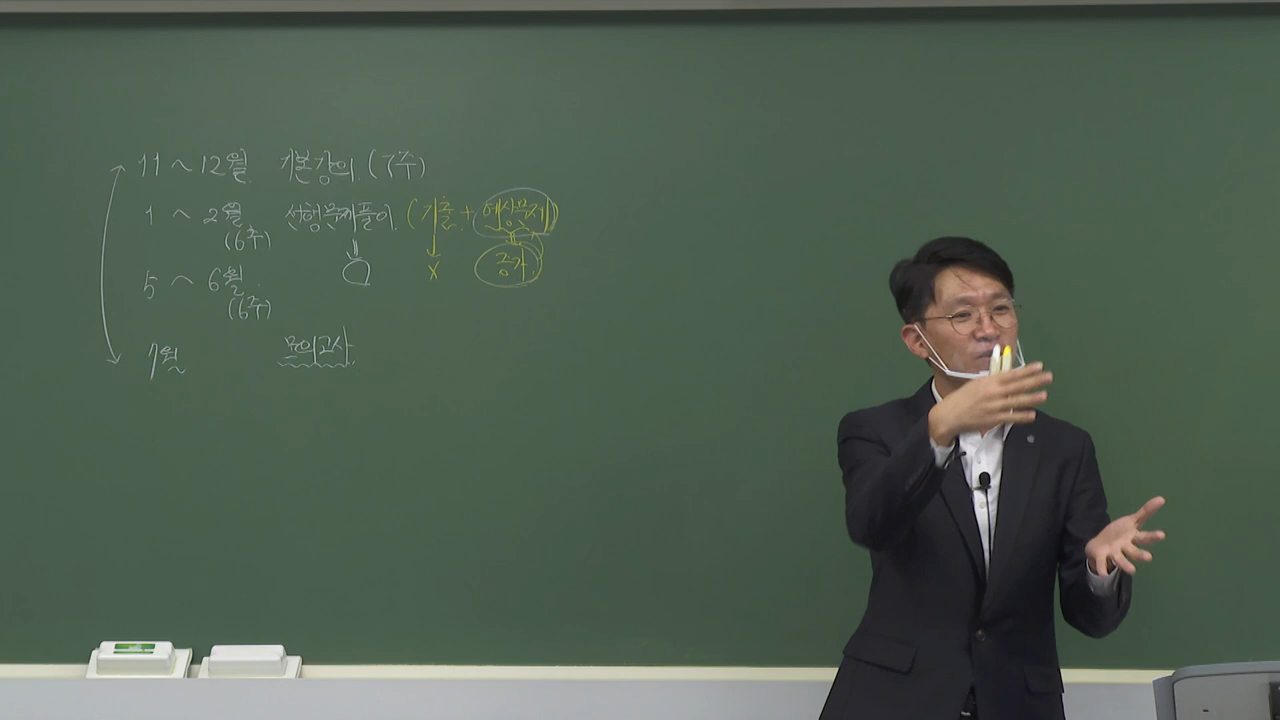 11 ~ 12월 기본강의 (7주)
1 ~ 2월 선행문제풀이 (기출 + 예상문제)
(6주) ○ x 증가
5 ~ 6월
(6주)
7월 모의고사